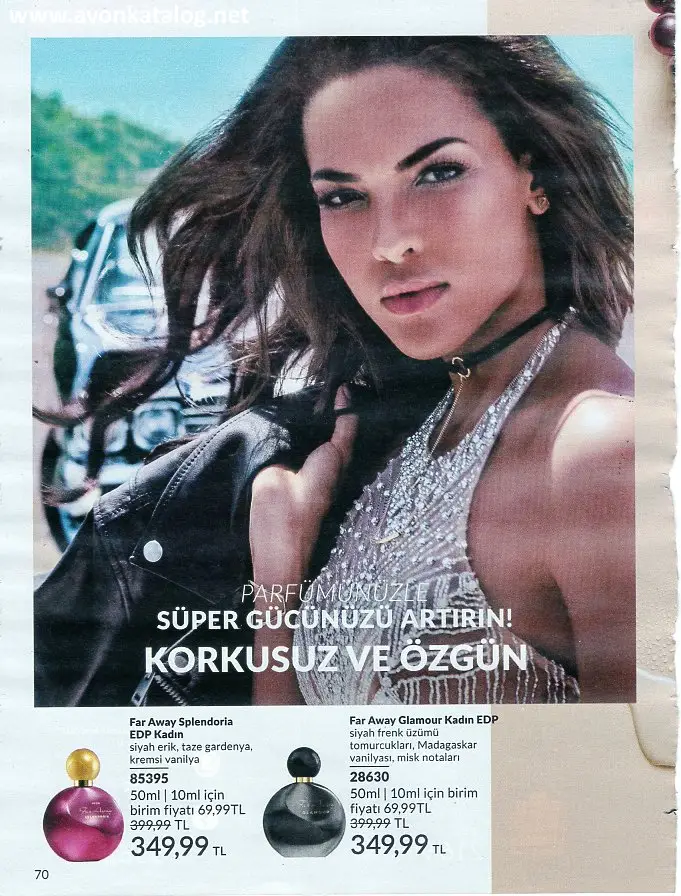 www.avonkatalog.net
PARFÜMÜNÜZLE
SÜPER GÜCÜNÜZÜ ARTIRIN!
KORKUSUZ VE ÖZGÜN
Far Away Splendoria
EDP Kadın
siyah erik, taze gardenya,
kremsi vanilya
85395
50ml | 10ml için
birim fiyatı 69,99TL
399,99 TL
349,99 TL
Far Away Glamour Kadın EDP
siyah frenk üzümü
tomurcukları, Madagaskar
vanilyası, misk notaları
28630
50ml | 10ml için birim
fiyatı 69,99TL
399,99 TL
349,99 TL
70